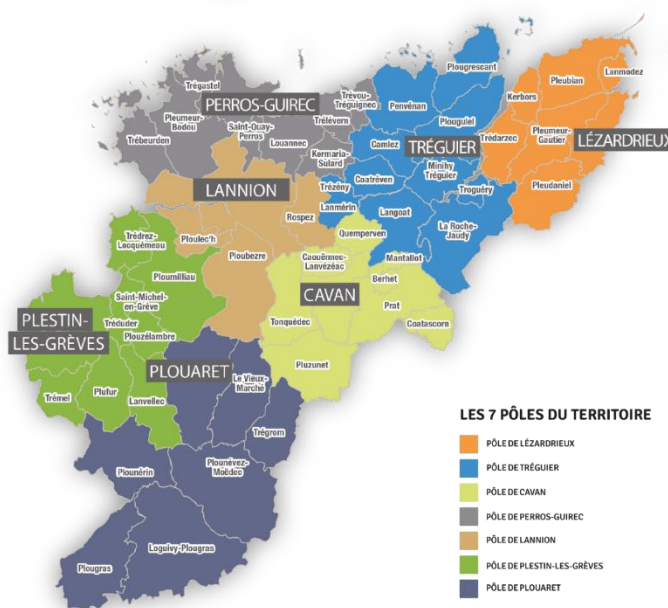 Plougrescant
Trégastel
PERROS-GUIREC
Trévou-
Tréguignec
Penvénan
Pleubian
Lanmodez
Kerbors
Pleumeur-
Bodou
Saint-Quay-
Perros
Trélévern
Plouguiel
Trébeurden
Louannec
Kermaria-
Sulard
Camlez
TRÉGUIER
Trédarzec
Pleumeur-
Gautier
LÉZARDRIEUX
LANNION
Trézény
Coatréven
Minihy
Tréguier
Troguéry
Pleudaniel
Lanmérin
Langoat
Rospez
La Roche-
Jaudy
Quemperven
Trédrez-
Locquémeau
Ploulec'h
Ploubezre
Caouënnec-
Lanvézéac
Mantallot
Ploumilliau
Berhet
CAVAN
Prat
Saint-Michel-
en-Grève
Coatascorn
PLESTIN-
LES-GRÈVES
Tréduder
Plouzélambre
Tonquédec
Pluzunet
PLOUARET
Le Vieux-
Marché
Trémel
Plufur
Lanvellec
Trégrom
Plounérin
Plounévez-
Moëdec
Loguivy-Plougras
Plougras
LES 7 PÔLES DU TERRITOIRE
PÔLE DE LÉZARDRIEUX
PÔLE DE TRÉGUIER
PÔLE DE CAVAN
PÔLE DE PERROS-GUIREC
PÔLE DE LANNION
PÔLE DE PLESTIN-LES-GRÈVES
PÔLE DE PLOUARET